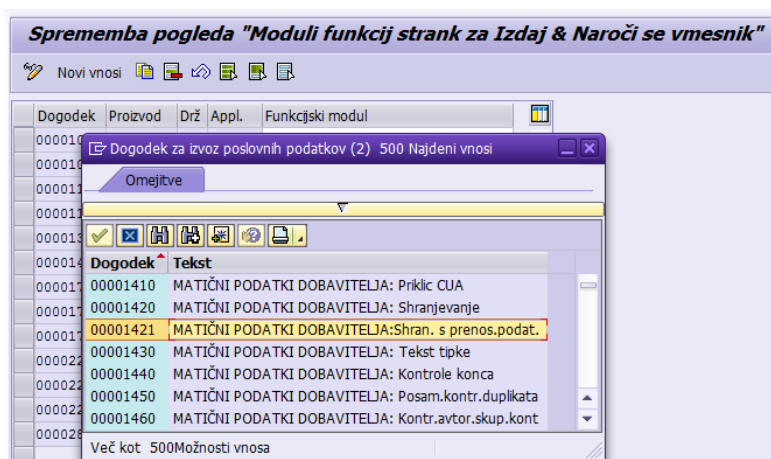 Sprememba pogleda "Moduli funkcij strank za Izdaj & Naroči se vmesnik"
Novi vnosi
Dogodek Proizvod Drž Appl. Funkcijski modul
Dogodek za izvoz poslovnih podatkov (2) 500 Najdeni vnosi
Omejitve
Dogodek Tekst
00001410 MATIČNI PODATKI DOBAVITELJA: Priklic CUA
00001420 MATIČNI PODATKI DOBAVITELJA: Shranjevanje
00001421 MATIČNI PODATKI DOBAVITELJA:Shran. s prenos.podat.
00001430 MATIČNI PODATKI DOBAVITELJA: Tekst tipke
00001440 MATIČNI PODATKI DOBAVITELJA: Kontrole konca
00001450 MATIČNI PODATKI DOBAVITELJA: Posam.kontr.duplikata
00001460 MATIČNI PODATKI DOBAVITELJA: Kontr.avtor.skup.kont
Več kot 500Možnosti vnosa